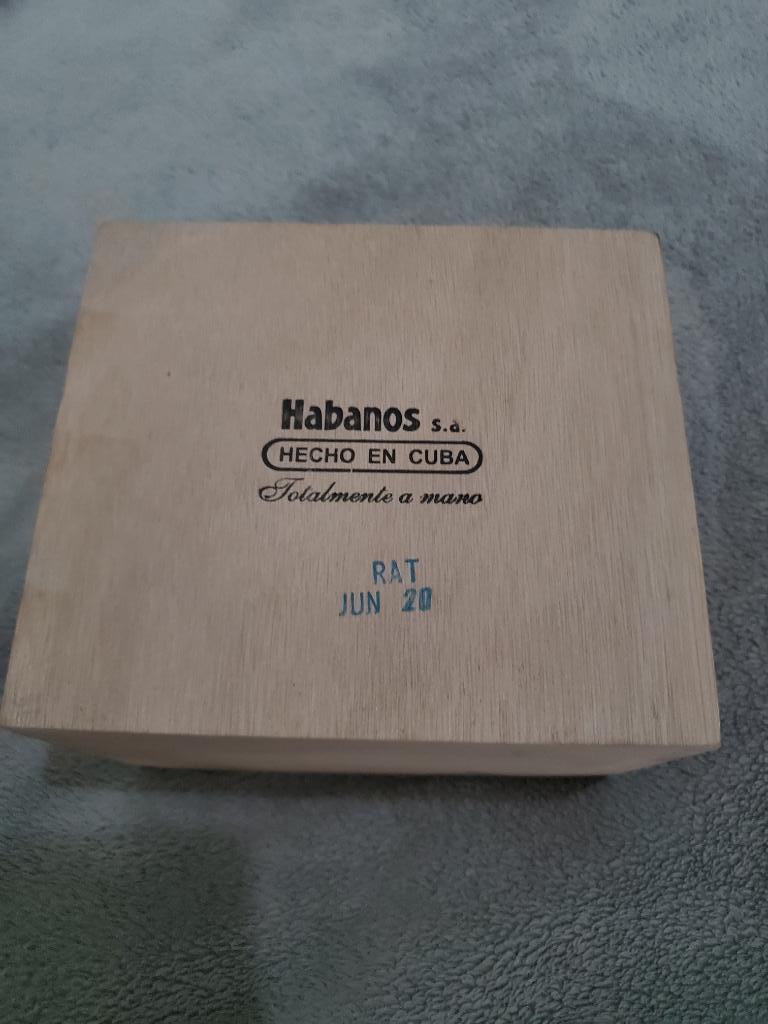 Habanos s.a.
HECHO EN CUBA
Totalmente a mano
RAT
JUN 20